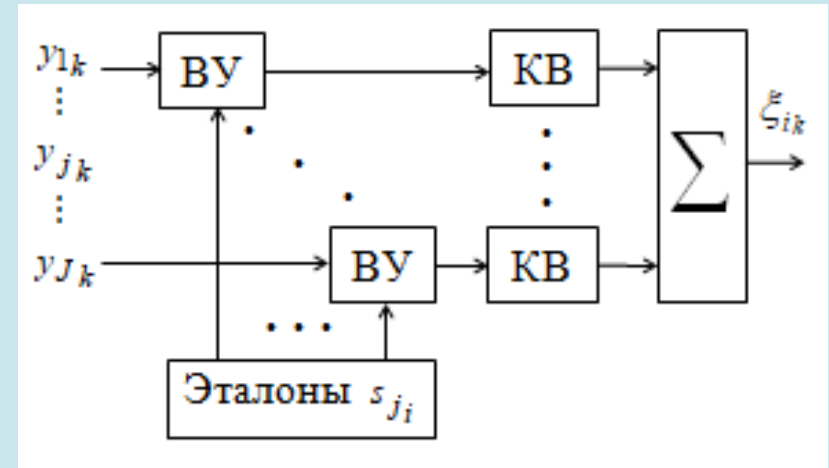 y1k ВУ КВ
⋮
yjk ξik
⋮ ∑
yJk ВУ КВ
Эталоны sji